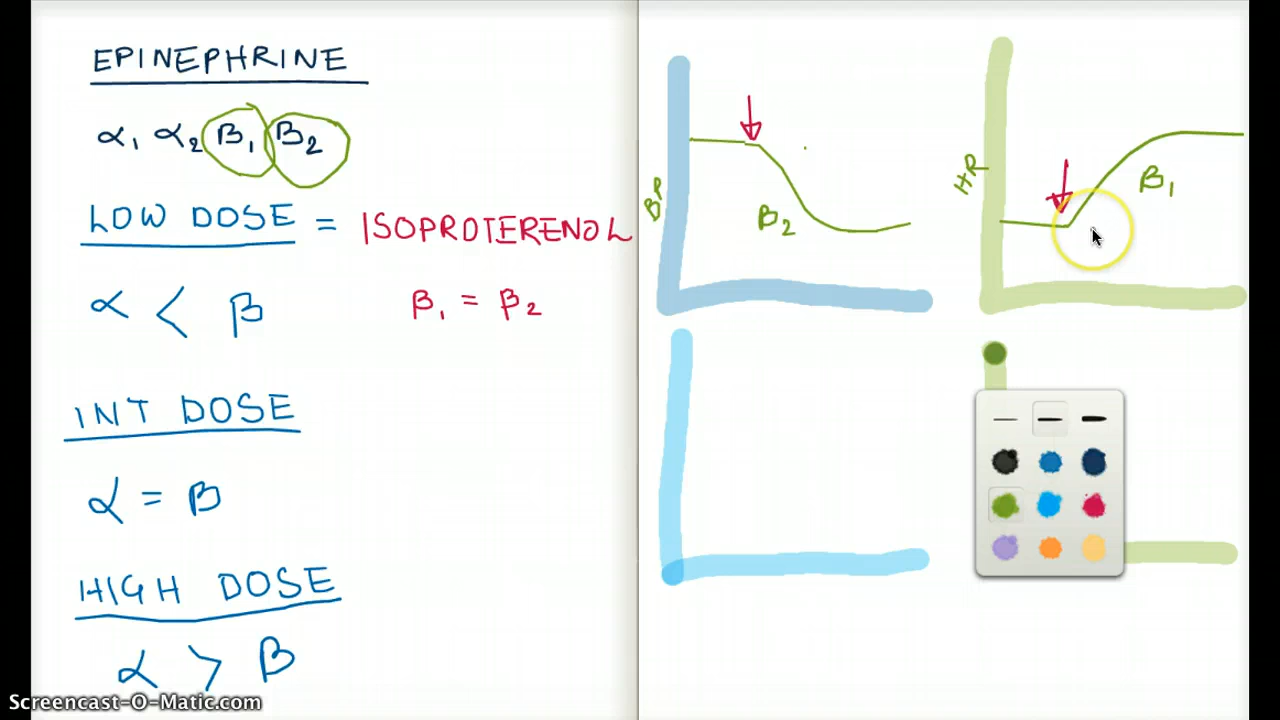 EPINEPHRINE
α₁ α₂ β₁ β₂
LOW DOSE = ISOPROTERENOL
α < β
β₁ = β₂
INT DOSE
α = β
HIGH DOSE
α > β
BP
β₂
HR
β₁
Screencast-O-Matic.com